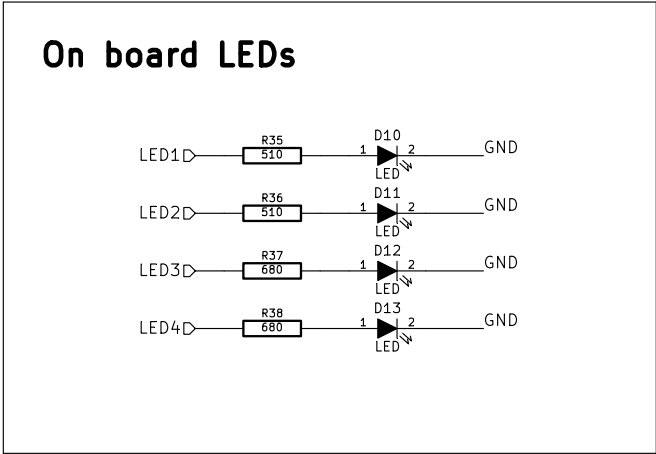 On board LEDs
LED1 R35 510 1 D10 2 LED GND
LED2 R36 510 1 D11 2 LED GND
LED3 R37 680 1 D12 2 LED GND
LED4 R38 680 1 D13 2 LED GND